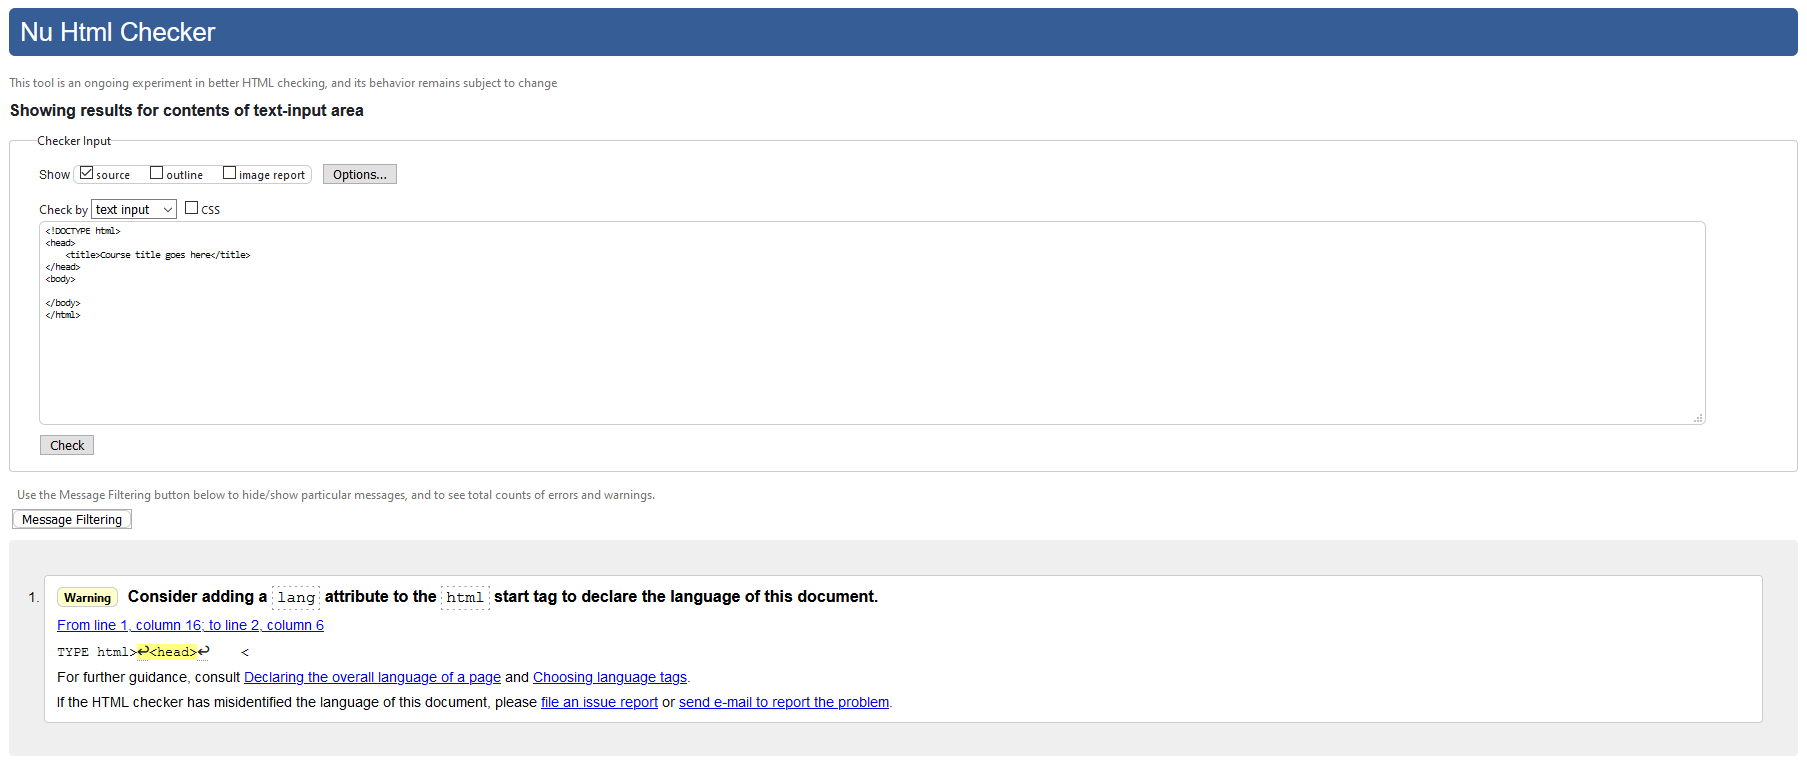 Nu Html Checker
This tool is an ongoing experiment in better HTML checking, and its behavior remains subject to change
Showing results for contents of text-input area
Checker Input
Show source outline image report Options...
Check by text input CSS
<!DOCTYPE html>
<head>
    <title>Course title goes here</title>
</head>
<body>
</body>
</html>
Check
Use the Message Filtering button below to hide/show particular messages, and to see total counts of errors and warnings.
Message Filtering
1. Warning Consider adding a lang attribute to the html start tag to declare the language of this document.
From line 1, column 16; to line 2, column 6
TYPE html>↩<head>↩    <
For further guidance, consult Declaring the overall language of a page and Choosing language tags.
If the HTML checker has misidentified the language of this document, please file an issue report or send e-mail to report the problem.